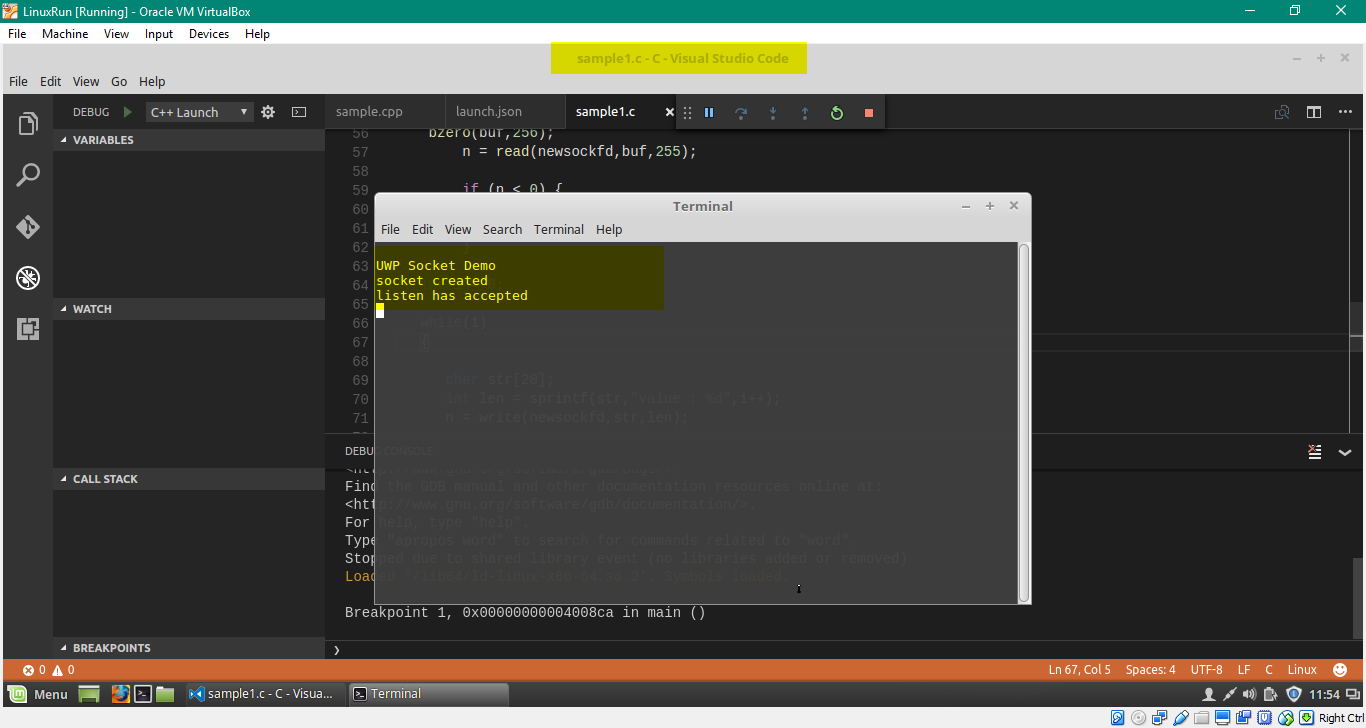 LinuxRun [Running] - Oracle VM VirtualBox
File Machine View Input Devices Help
sample1.c - C - Visual Studio Code
File Edit View Go Help
DEBUG C++ Launch
sample.cpp launch.json sample1.c
VARIABLES
WATCH
CALL STACK
BREAKPOINTS
56 bzero(buf,256);
57 n = read(newsockfd,buf,255);
58
59 if (n < 0) {
60
61
62 }
63
64
65
66 while(1)
67 {
68
69 char str[20];
70 int len = sprintf(str,"value : %d",i++);
71 n = write(newsockfd,str,len);
Terminal
File Edit View Search Terminal Help
UWP Socket Demo
socket created
listen has accepted
DEBUG CONSOLE
Find the GDB manual and other documentation resources online at:
<http://www.gnu.org/software/gdb/documentation/>.
For help, type "help".
Type "apropos word" to search for commands related to "word"
Stopped due to shared library event (no libraries added or removed)
Loaded '/lib64/ld-linux-x86-64.so.2'. Symbols loaded.
Breakpoint 1, 0x00000000004008ca in main ()
❯
0 0 Ln 67, Col 5 Spaces: 4 UTF-8 LF C Linux
Menu sample1.c - C - Visua... Terminal 11:54
Right Ctrl